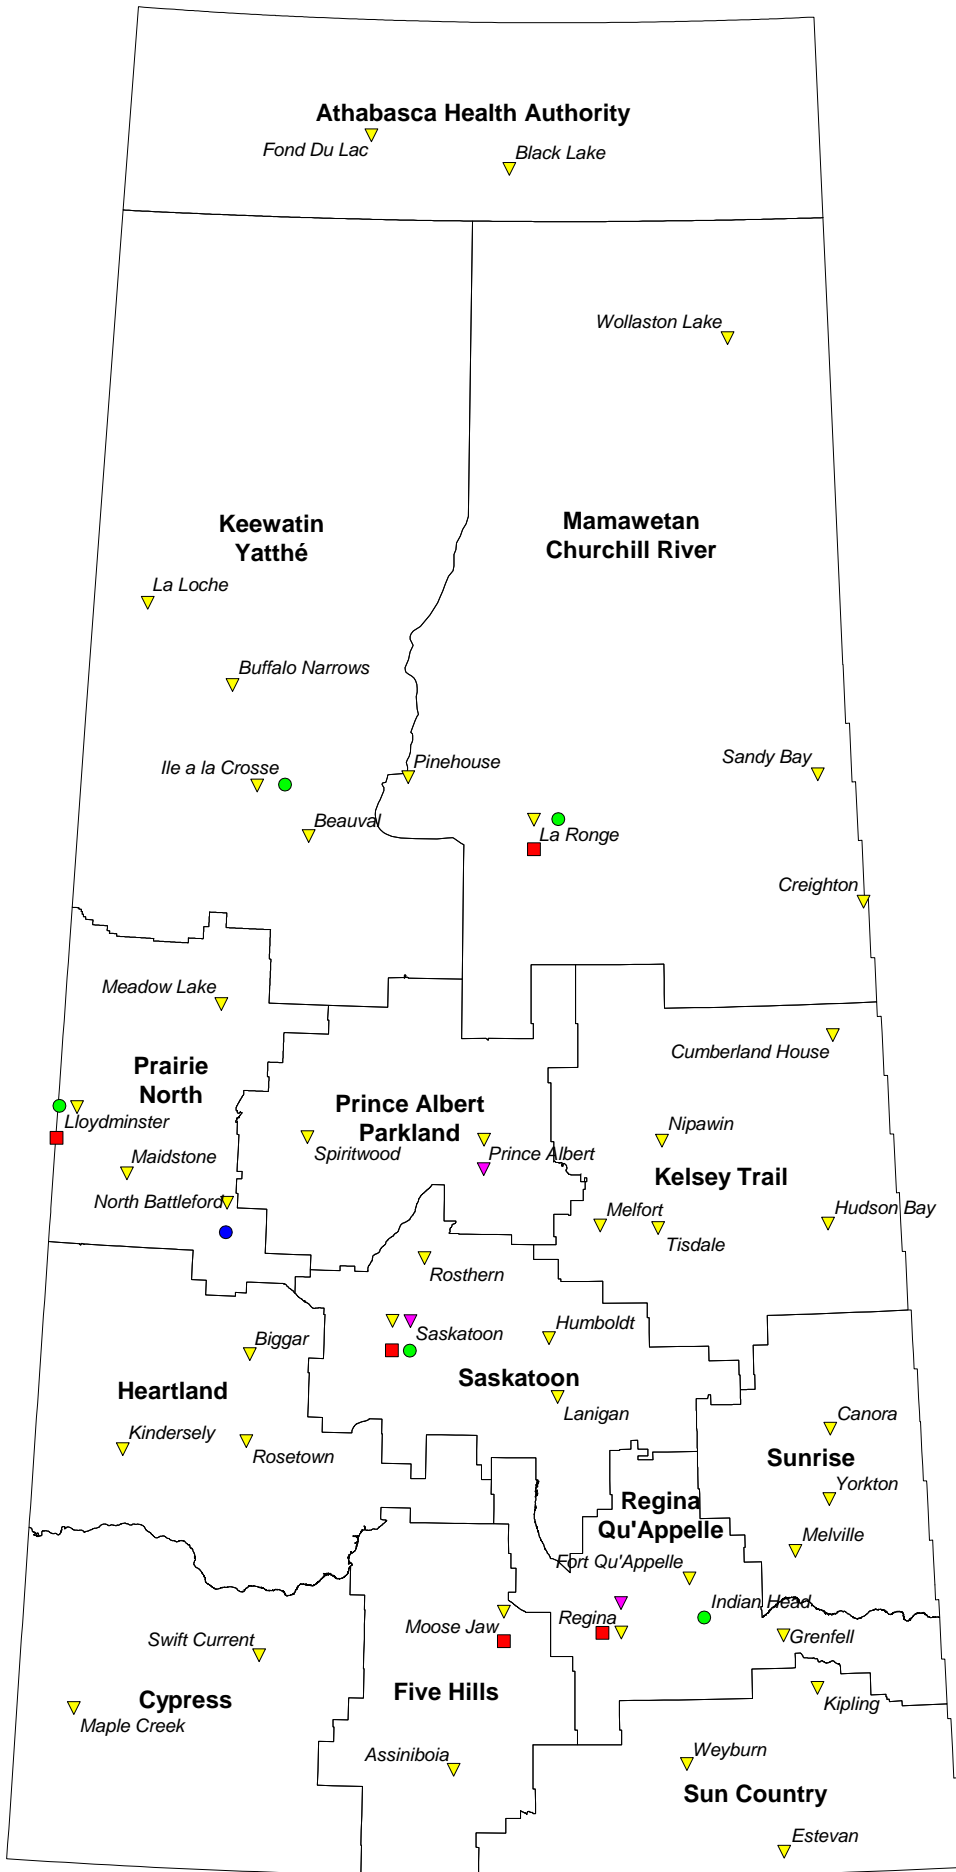 Athabasca Health Authority
Fond Du Lac
Black Lake
Wollaston Lake
Keewatin
Yatthé
Mamawetan
Churchill River
La Loche
Buffalo Narrows
Ile a la Crosse
Pinehouse
Sandy Bay
Beauval
La Ronge
Creighton
Meadow Lake
Cumberland House
Prairie
North
Prince Albert
Parkland
Lloydminster
Nipawin
Spiritwood
Prince Albert
Maidstone
Kelsey Trail
North Battleford
Melfort
Hudson Bay
Tisdale
Rosthern
Saskatoon
Humboldt
Biggar
Saskatoon
Heartland
Lanigan
Canora
Kindersely
Rosetown
Sunrise
Yorkton
Regina
Qu'Appelle
Melville
Fort Qu'Appelle
Indian Head
Regina
Moose Jaw
Grenfell
Swift Current
Five Hills
Cypress
Kipling
Maple Creek
Assiniboia
Weyburn
Sun Country
Estevan